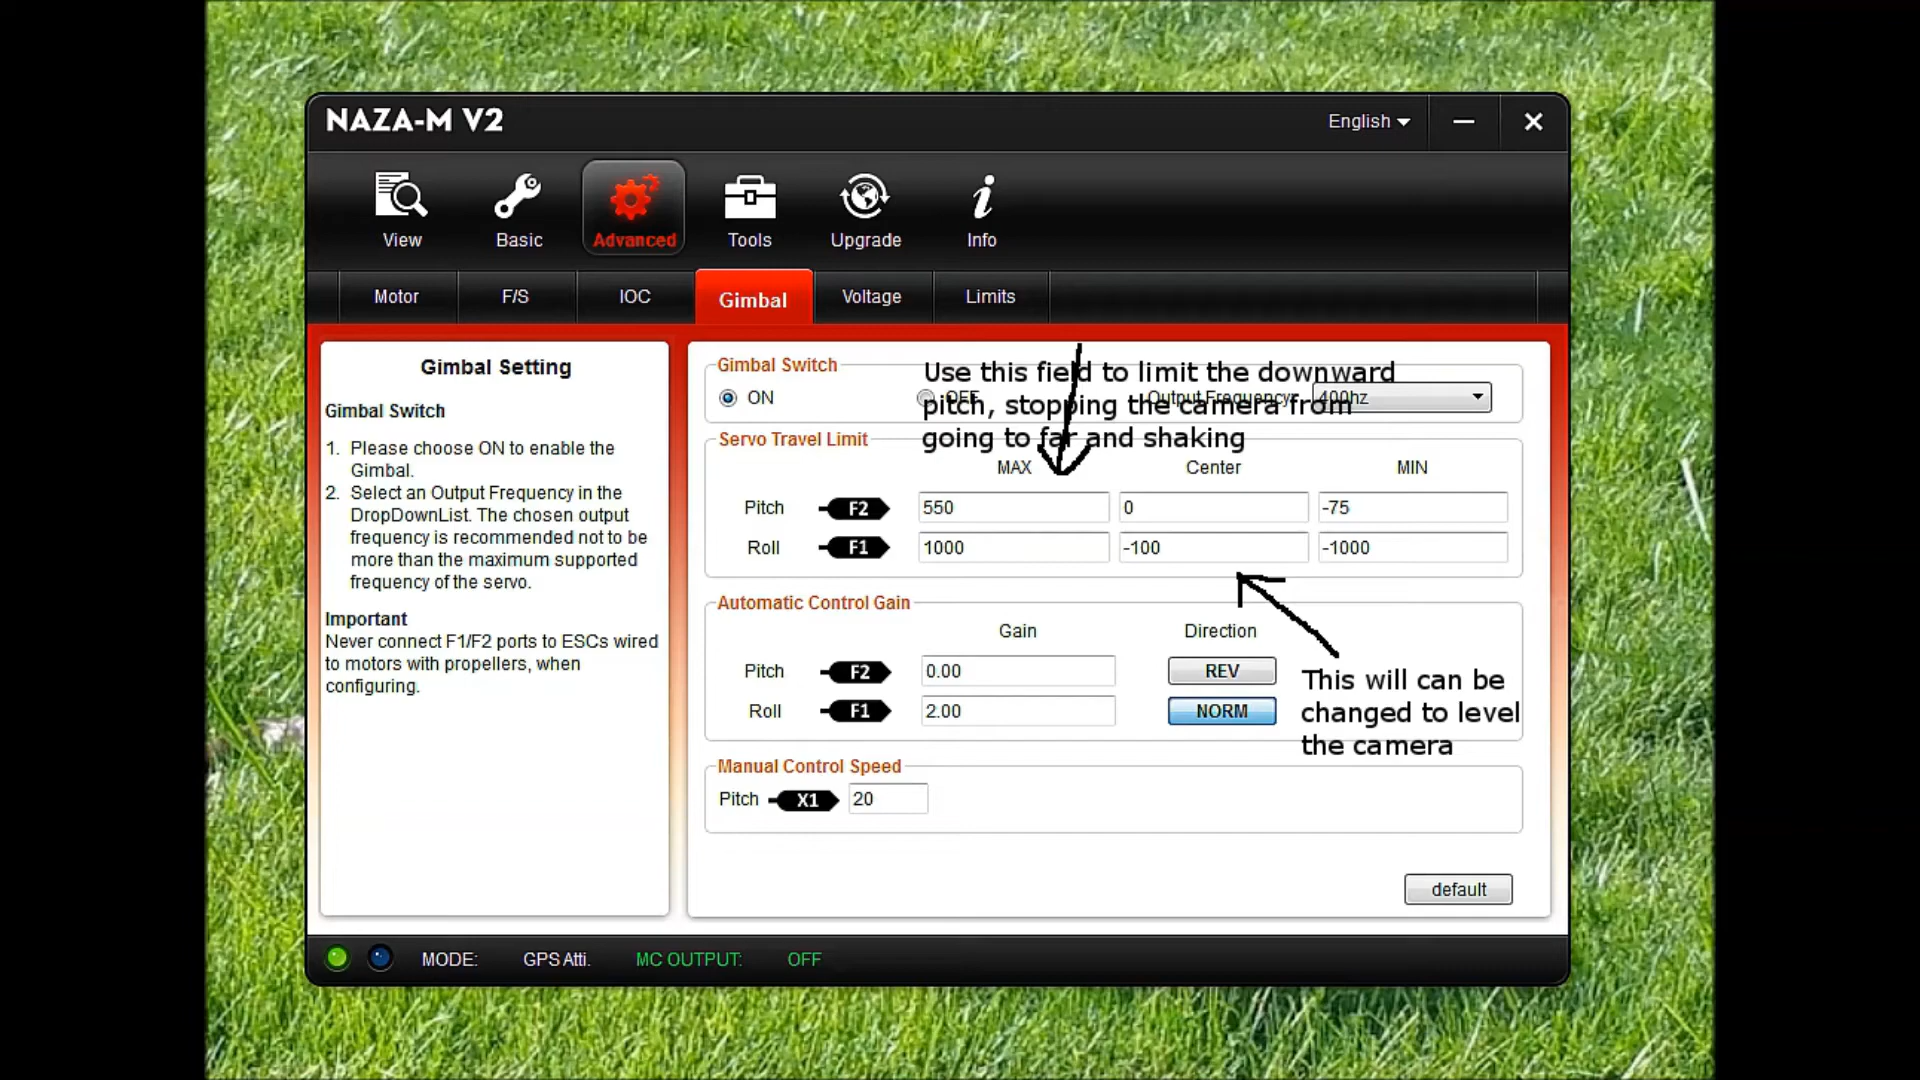 NAZA-M V2
English
View
Basic
Advanced
Tools
Upgrade
Info
Motor
F/S
IOC
Gimbal
Voltage
Limits
Gimbal Setting
Gimbal Switch
1. Please choose ON to enable the
Gimbal.
2. Select an Output Frequency in the
DropDownList. The chosen output
frequency is recommended not to be
more than the maximum supported
frequency of the servo.
Important
Never connect F1/F2 ports to ESCs wired
to motors with propellers, when
configuring.
Gimbal Switch
ON
OFF
Output Frequency:
400hz
Use this field to limit the downward
pitch, stopping the camera from
going to far and shaking
Servo Travel Limit
MAX Center MIN
Pitch F2 550 0 -75
Roll F1 1000 -100 -1000
Automatic Control Gain
Gain Direction
Pitch F2 0.00 REV
Roll F1 2.00 NORM
This will can be
changed to level
the camera
Manual Control Speed
Pitch X1 20
default
MODE: GPS Atti. MC OUTPUT: OFF